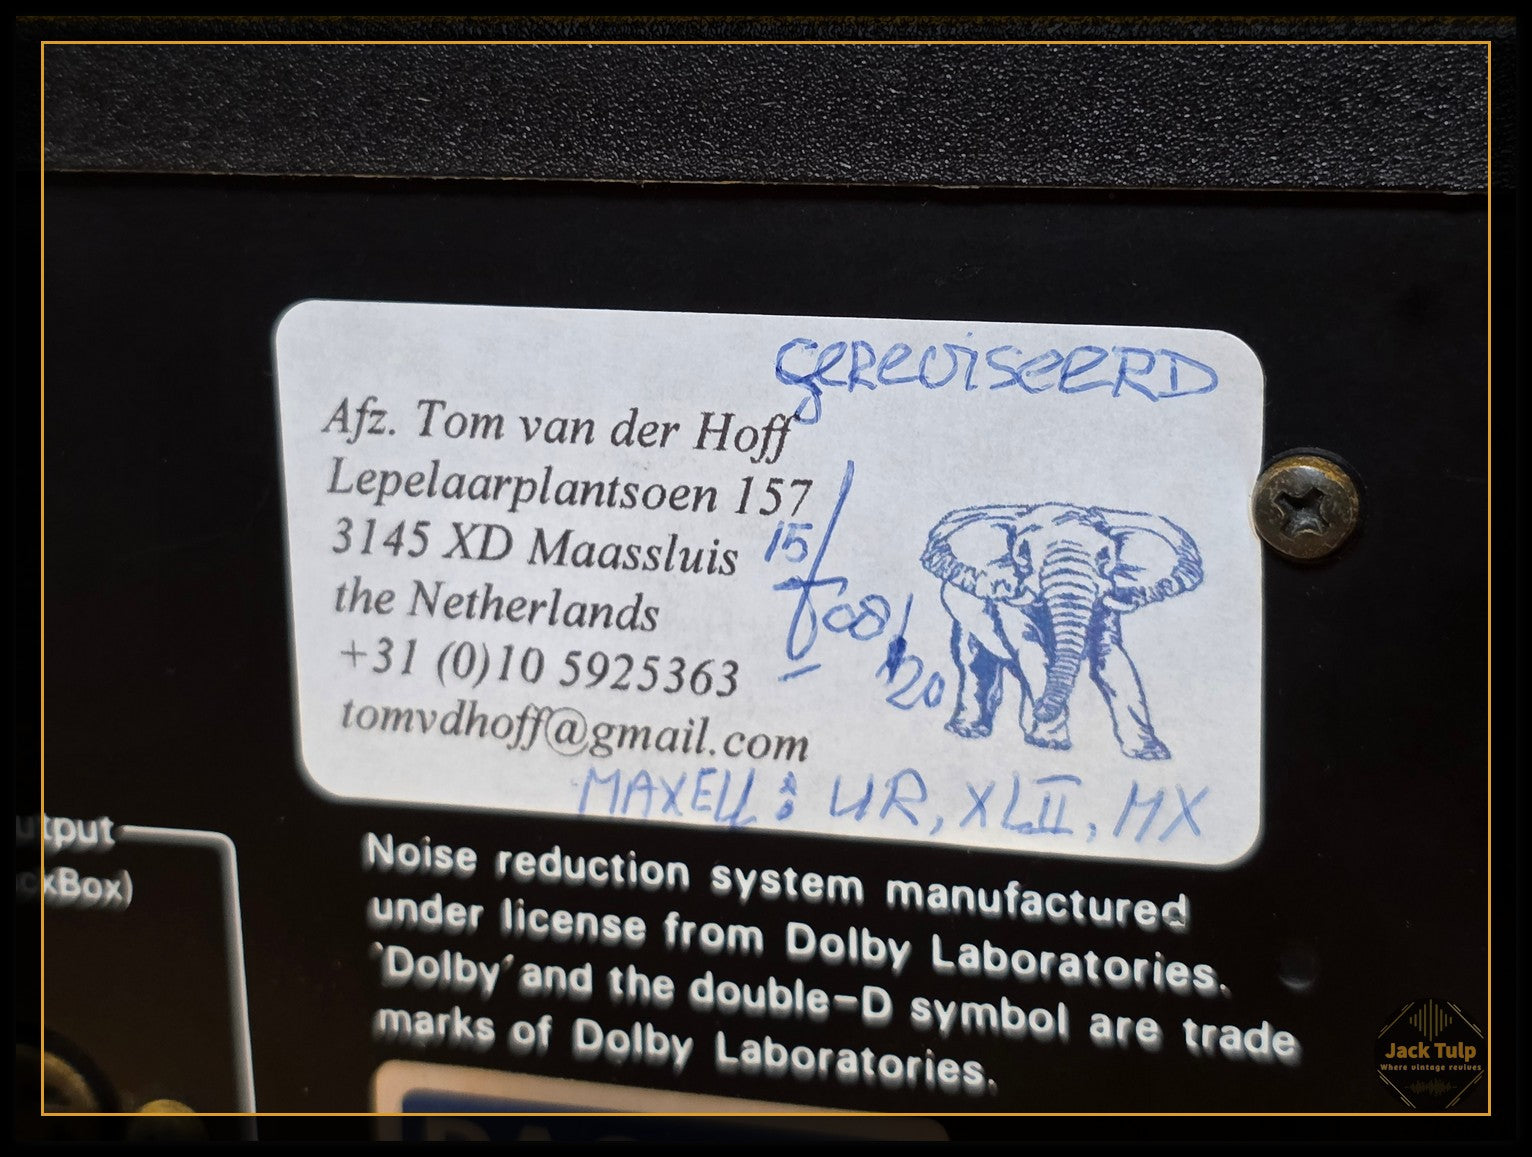 gereviseerd
Afz. Tom van der Hoff
Lepelaarplantsoen 157
3145 XD Maassluis
the Netherlands
+31 (0)10 5925363
tomvdhoff@gmail.com
15/
08/
20
MAXELL: UR, XLII, MX
utput
ckBox)
Noise reduction system manufactured
under license from Dolby Laboratories.
'Dolby' and the double-D symbol are trade
marks of Dolby Laboratories.
Jack Tulp
Where vintage revives